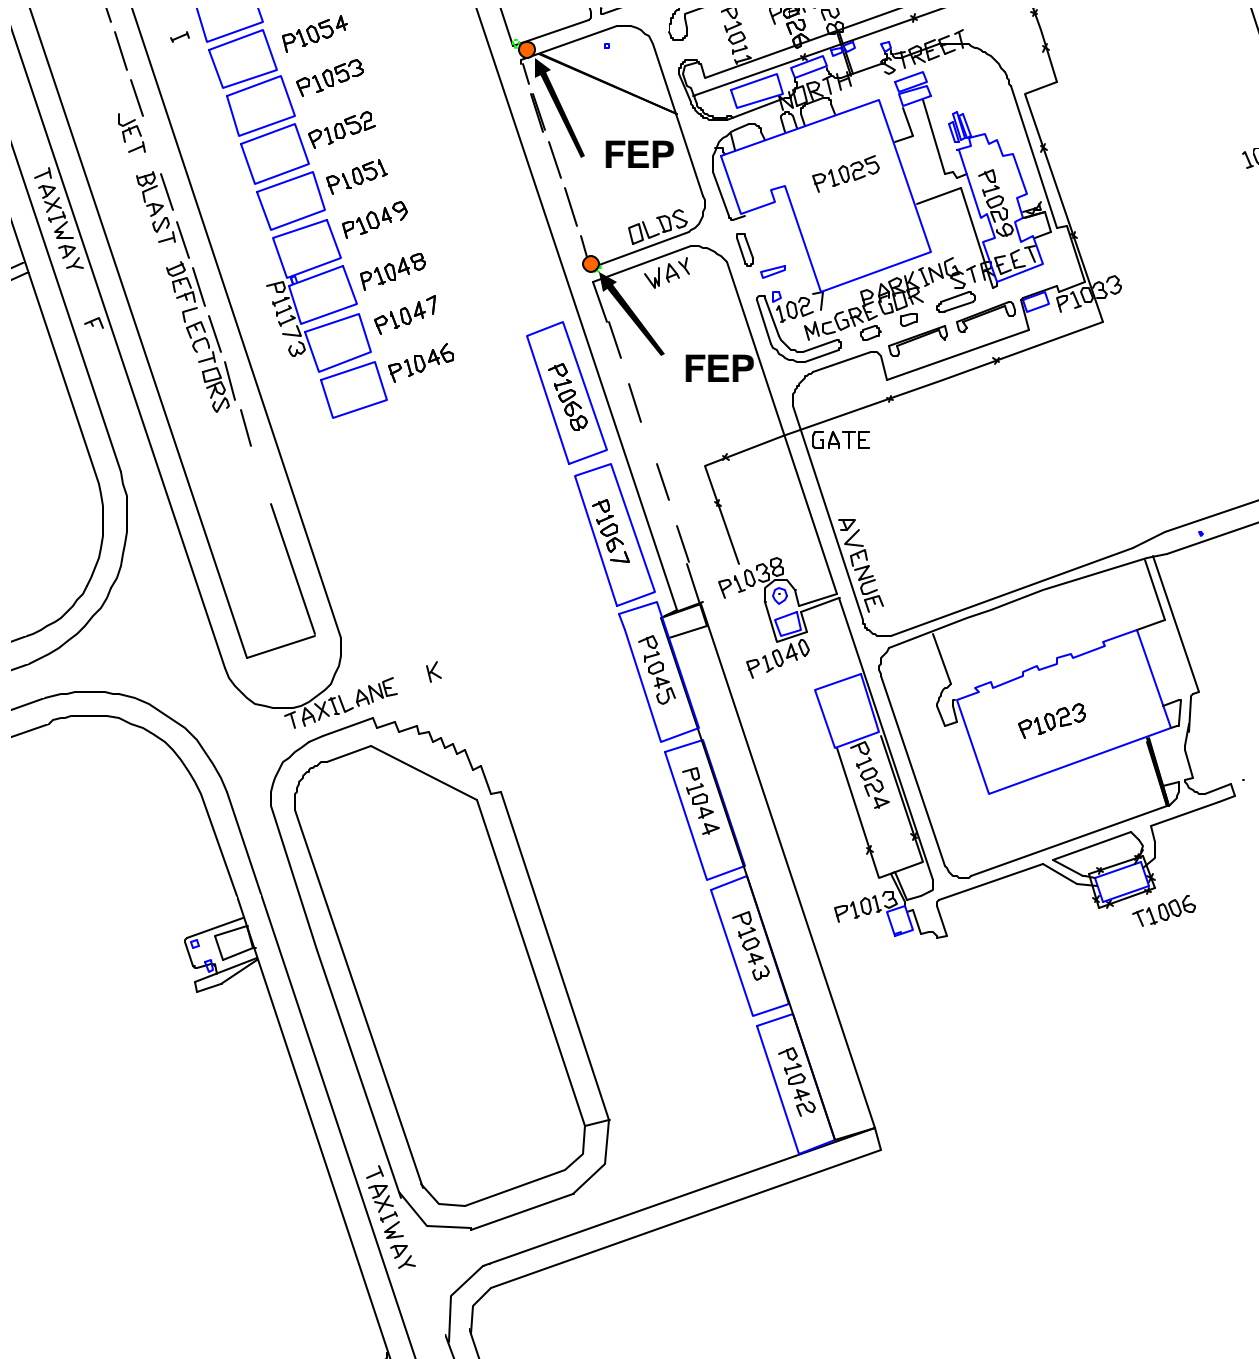 I
P1054
P1053
P1052
P1051
P1049
P1048
P11173
P1047
P1046
JET BLAST DEFLECTORS
TAXIWAY F
FEP
FEP
OLDS
WAY
P1011
NORTH
STREET
P1025
P1029
PARKING
1027
McGREGOR
STREET
P1033
P1068
GATE
P1067
AVENUE
P1038
P1045
P1040
TAXILANE K
P1023
P1044
P1024
P1013
T1006
P1043
P1042
TAXIWAY